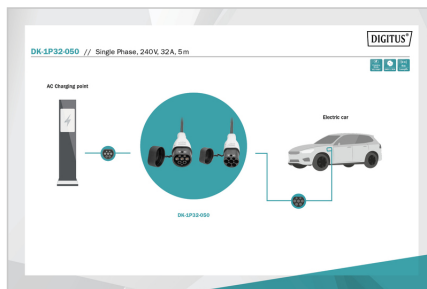 DIGITUS®
DK-1P32-050 // Single Phase, 240V, 32A, 5m
AC Charging point
Electric car
DK-1P32-050